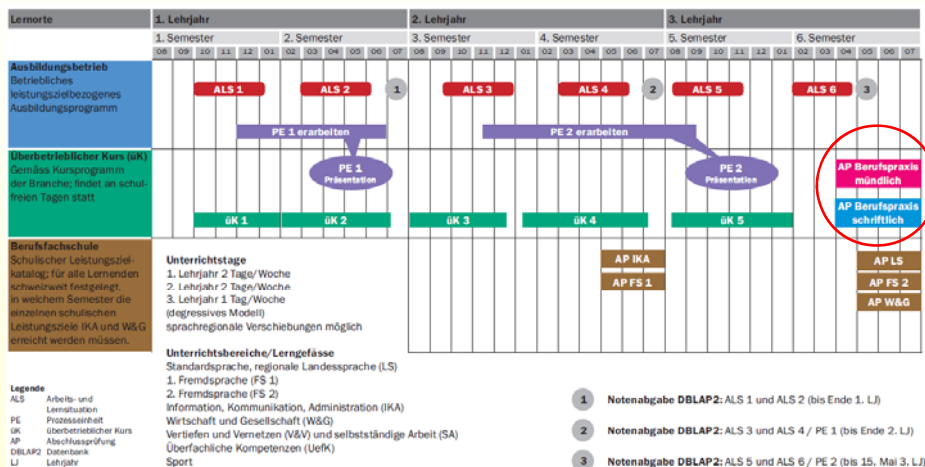 Lernorte
1. Lehrjahr
2. Lehrjahr
3. Lehrjahr
1. Semester
2. Semester
3. Semester
4. Semester
5. Semester
6. Semester
08 09 10 11 12 01 02 03 04 05 06 07 08 09 10 11 12 01 02 03 04 05 06 07 08 09 10 11 12 01 02 03 04 05 06 07
Ausbildungsbetrieb
Betriebliches
leistungszielbezogenes
Ausbildungsprogramm
ALS 1
ALS 2
1
ALS 3
ALS 4
2
ALS 5
ALS 6
3
PE 1 erarbeiten
PE 2 erarbeiten
Überbetrieblicher Kurs (üK)
Gemäss Kursprogramm
der Branche; findet an schul-
freien Tagen statt
PE 1
Präsentation
PE 2
Präsentation
AP Berufspraxis
mündlich
AP Berufspraxis
schriftlich
üK 1
üK 2
üK 3
üK 4
üK 5
Berufsfachschule
Schulischer Leistungsziel-
katalog; für alle Lernenden
schweizweit festgelegt,
in welchem Semester die
einzelnen schulischen
Leistungsziele IKA und W&G
erreicht werden müssen.
Unterrichtstage
1. Lehrjahr 2 Tage/Woche
2. Lehrjahr 2 Tage/Woche
3. Lehrjahr 1 Tag/Woche
(degressives Modell)
sprachregionale Verschiebungen möglich
AP IKA
AP FS 1
AP LS
AP FS 2
AP W&G
Unterrichtsbereiche/Lerngefässe
Standardsprache, regionale Landessprache (LS)
1. Fremdsprache (FS 1)
2. Fremdsprache (FS 2)
Information, Kommunikation, Administration (IKA)
Wirtschaft und Gesellschaft (W&G)
Vertiefen und Vernetzen (V&V) und selbstständige Arbeit (SA)
Überfachliche Kompetenzen (UefK)
Sport
Legende
ALS Arbeits- und
Lernsituation
PE Prozesseinheit
üK überbetrieblicher Kurs
AP Abschlussprüfung
DBLAP2 Datenbank
LJ Lehrjahr
1 Notenabgabe DBLAP2: ALS 1 und ALS 2 (bis Ende 1. LJ)
2 Notenabgabe DBLAP2: ALS 3 und ALS 4 / PE 1 (bis Ende 2. LJ)
3 Notenabgabe DBLAP2: ALS 5 und ALS 6 / PE 2 (bis 15. Mai 3. LJ)